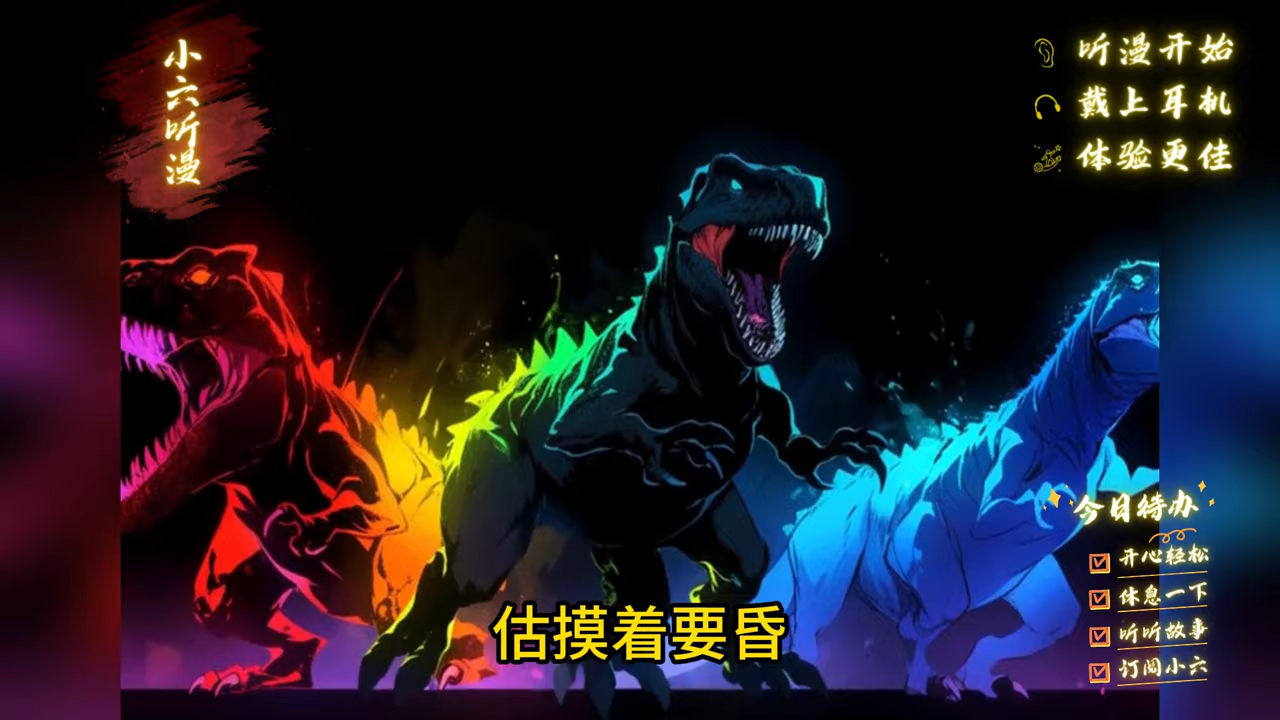 小六听漫
听漫开始
戴上耳机
体验更佳
今日待办
开心轻松
休息一下
听听故事
订阅小六
估摸着要昏